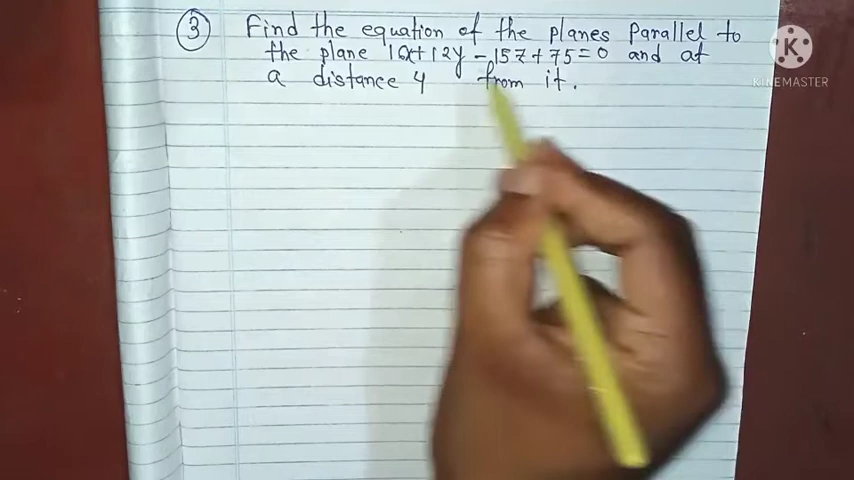 3 Find the equation of the planes parallel to
the plane 16x+12y-15z+75=0 and at
a distance 4 from it.
K
KINEMASTER